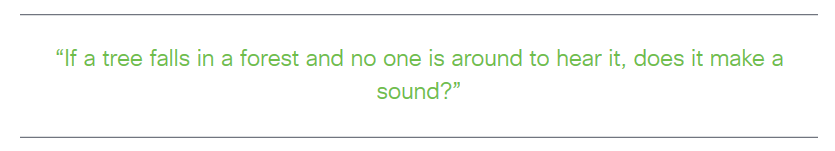 “If a tree falls in a forest and no one is around to hear it, does it make a
sound?”